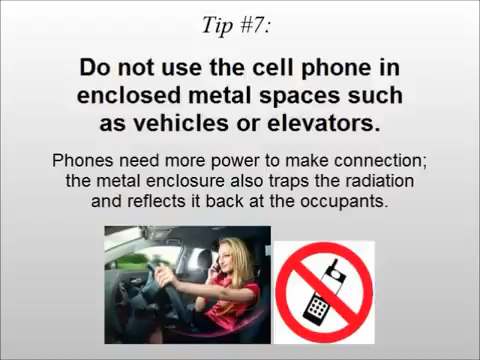 Tip #7:
Do not use the cell phone in
enclosed metal spaces such
as vehicles or elevators.
Phones need more power to make connection;
the metal enclosure also traps the radiation
and reflects it back at the occupants.